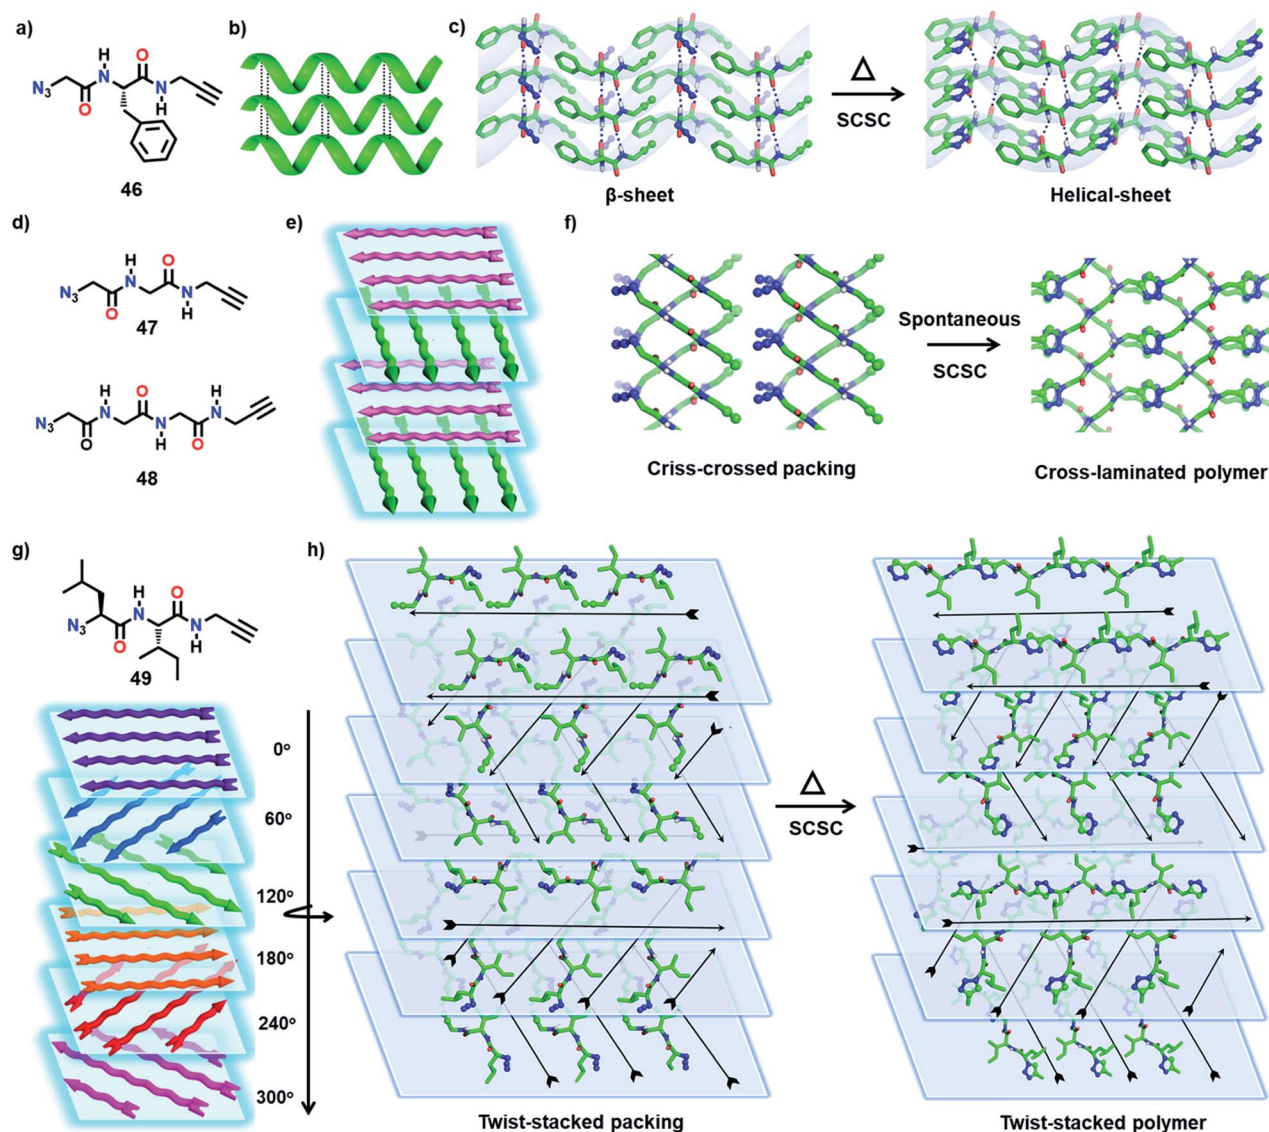 a)
H
N
O
N3
O
N
H
46
b)
c)
Δ
SCSC
β-sheet
Helical-sheet
d)
H
N
O
N3
O
N
H
47
H
N
O
H
N
N3
O
N
H
O
48
e)
f)
Spontaneous
SCSC
Criss-crossed packing
Cross-laminated polymer
g)
H
N
O
N3
O
N
H
49
0°
60°
120°
180°
240°
300°
h)
Δ
SCSC
Twist-stacked packing
Twist-stacked polymer